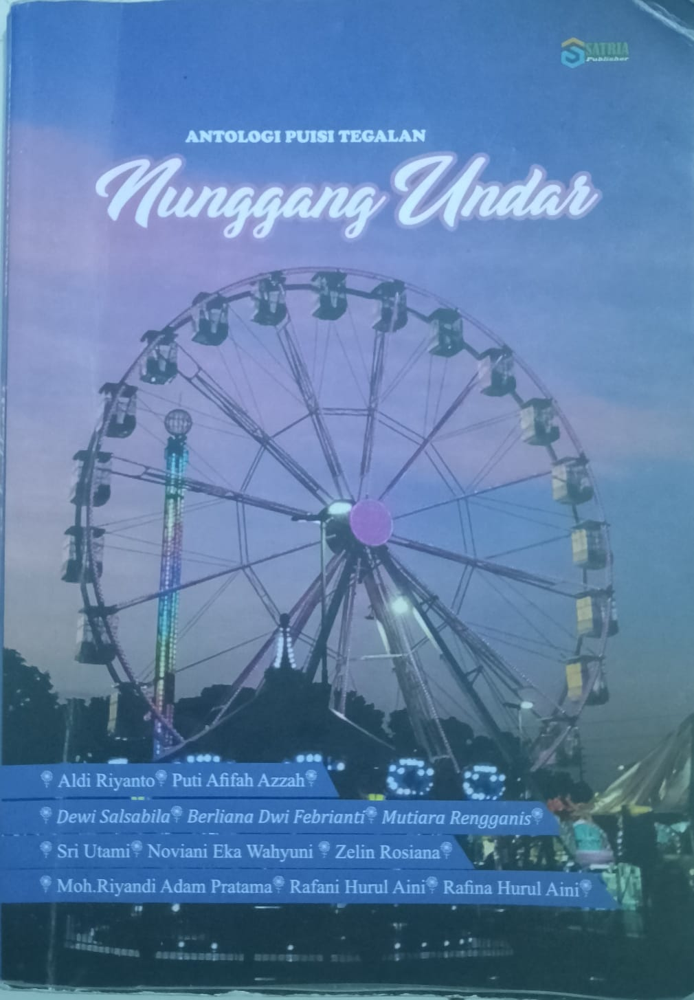 SATRIA
Publisher
ANTOLOGI PUISI TEGALAN
Nunggang Undar
Aldi Riyanto Puti Afifah Azzah
Dewi Salsabila Berliana Dwi Febrianti Mutiara Rengganis
Sri Utami Noviani Eka Wahyuni Zelin Rosiana
Moh.Riyandi Adam Pratama Rafani Hurul Aini Rafina Hurul Aini